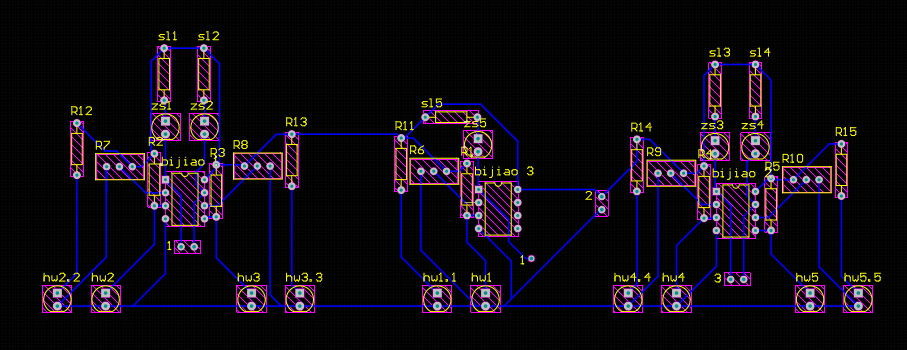 sl1 sl2
sl3 sl4
zs1 zs2
sl5
R12
R13
R11
zs5
R14
zs3 zs4
R15
R7
R2
bijiao
R3
R8
R6
R1
bijiao 3
R9
R4
bijiao 2
R5
R10
1
2
1
3
hw2.2 hw2 hw3 hw3.3 hw1.1 hw1 hw4.4 hw4 hw5 hw5.5